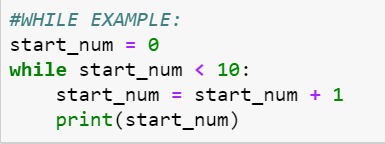 #WHILE EXAMPLE:
start_num = 0
while start_num < 10:
    start_num = start_num + 1
    print(start_num)